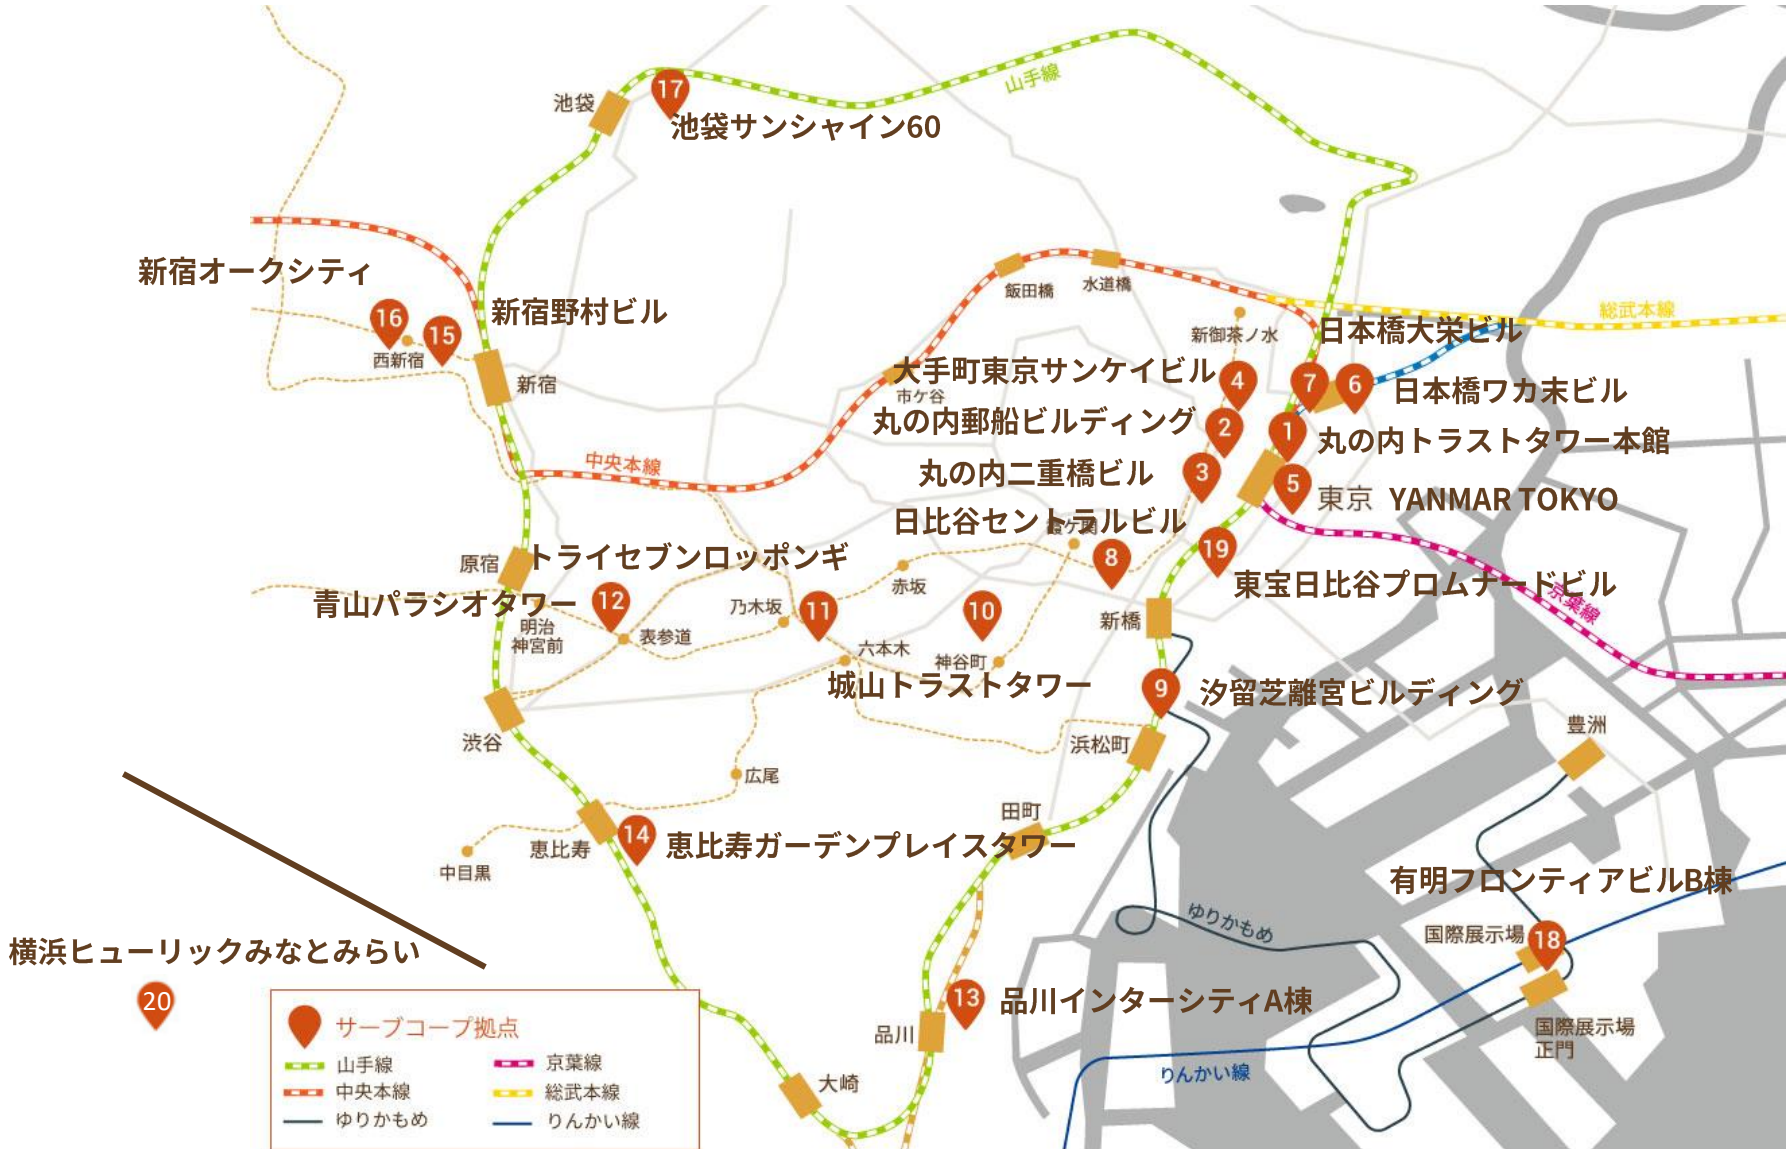 17
池袋
池袋サンシャイン60
山手線
新宿オークシティ
16
15
西新宿
新宿野村ビル
新宿
飯田橋
水道橋
新御茶ノ水
総武本線
日本橋大栄ビル
大手町東京サンケイビル
市ケ谷
4
7
6
日本橋ワカ末ビル
丸の内郵船ビルディング
2
1
丸の内トラストタワー本館
中央本線
丸の内二重橋ビル
3
5
東京
YANMAR TOKYO
日比谷セントラルビル
霞ケ関
8
19
東宝日比谷プロムナードビル
京葉線
原宿
トライセブンロッポンギ
青山パラシオタワー
12
明治
神宮前
表参道
乃木坂
11
赤坂
10
六本木
神谷町
城山トラストタワー
新橋
9
汐留芝離宮ビルディング
渋谷
浜松町
豊洲
広尾
田町
恵比寿
14
恵比寿ガーデンプレイスタワー
中目黒
有明フロンティアビルB棟
ゆりかもめ
国際展示場
18
横浜ヒューリックみなとみらい
20
13
品川インターシティA棟
品川
国際展示場
正門
りんかい線
大崎
サーブコープ拠点
山手線
京葉線
中央本線
総武本線
ゆりかもめ
りんかい線